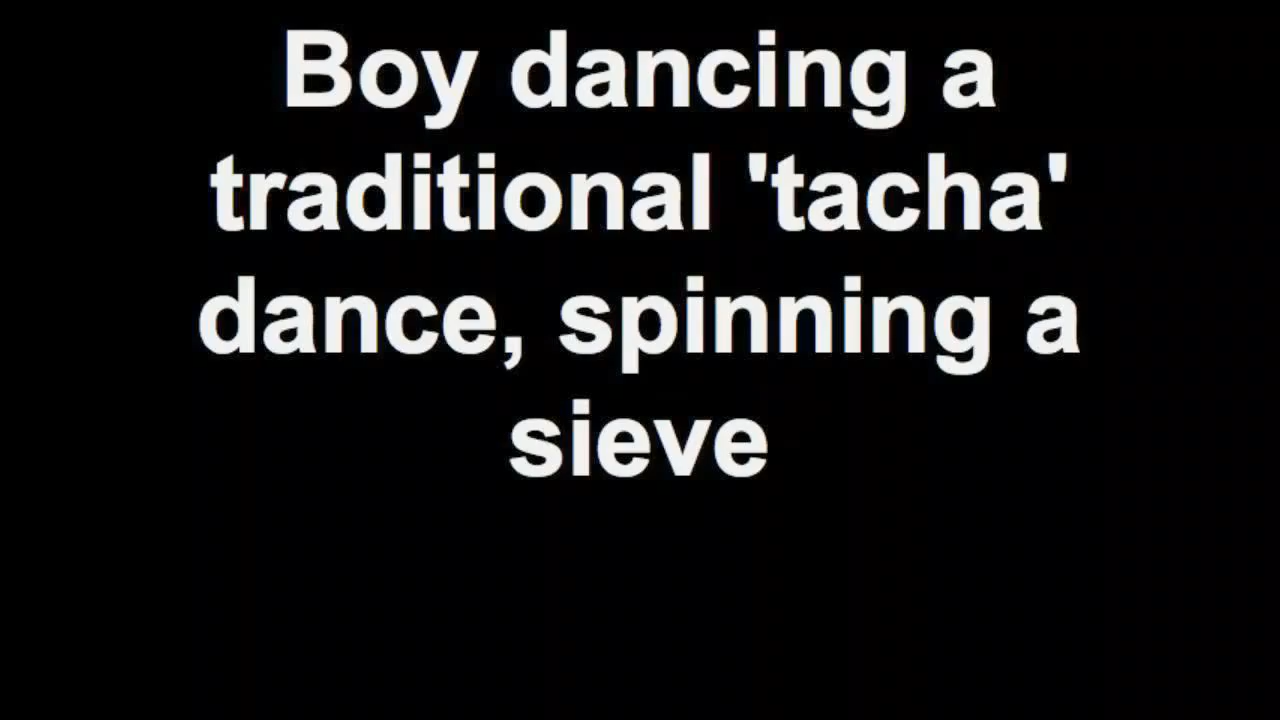 Boy dancing a
traditional 'tacha'
dance, spinning a
sieve